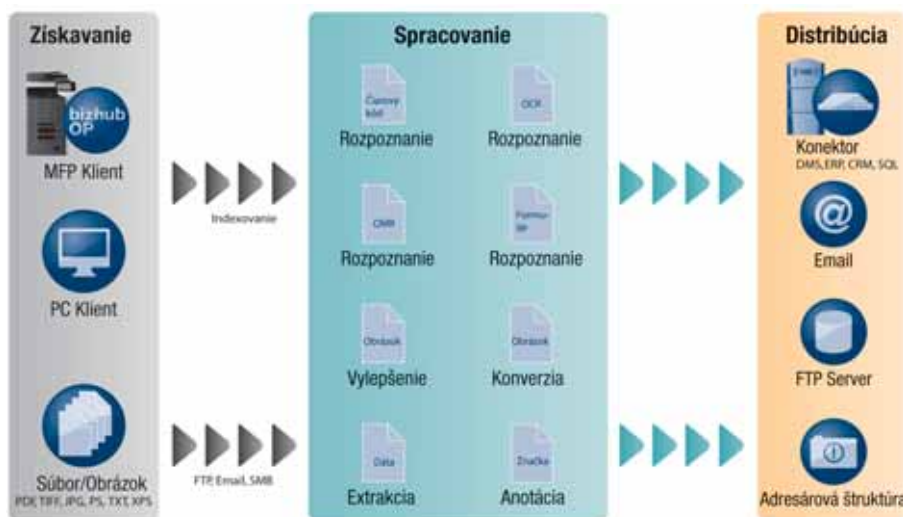 Získavanie
bizhub
OP
MFP Klient
PC Klient
Súbor/Obrázok
PDF, TIFF, JPG, PS, TXT, XPS
Indexovanie
FTP, Email, SMB
Spracovanie
Čiarový
kód
Rozpoznanie
OCR
Rozpoznanie
OMR
Rozpoznanie
Formu-
lár
Rozpoznanie
Obrázok
Vylepšenie
Obrázok
Konverzia
Data
Extrakcia
Značka
Anotácia
Distribúcia
Konektor
DMS, ERP, CRM, SQL
@
Email
FTP Server
Adresárová štruktúra